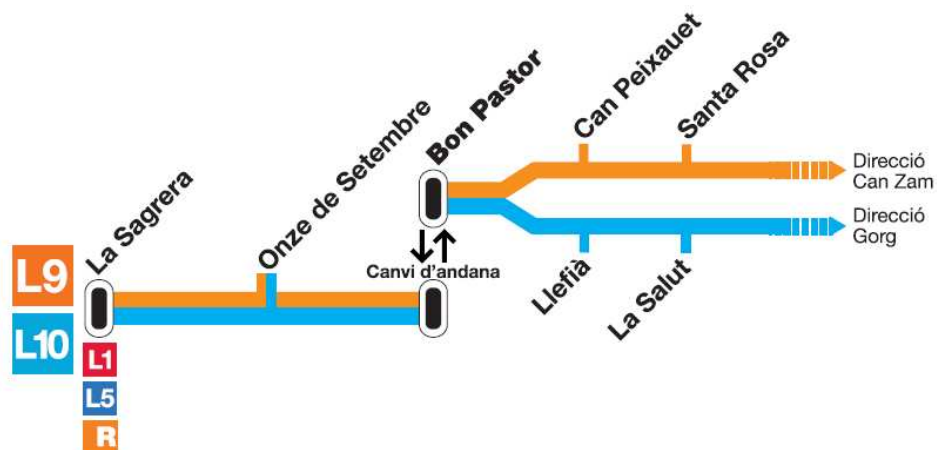 L9
L10
La Sagrera
L1
L5
R
Onze de Setembre
Bon Pastor
Canvi d'andana
Can Peixauet
Santa Rosa
Direcció
Can Zam
Direcció
Gorg
Llefià
La Salut